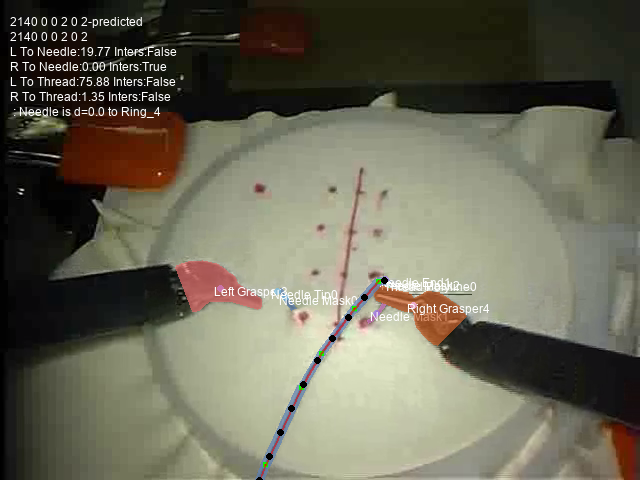 2140 0 0 2 0 2-predicted
2140 0 0 2 0 2
L To Needle:19.77 Inters:False
R To Needle:0.00 Inters:True
L To Thread:75.88 Inters:False
R To Thread:1.35 Inters:False
: Needle is d=0.0 to Ring_4
Left Grasper3
Needle Tip0
Needle Mask0
Right Grasper4
Needle Mask1